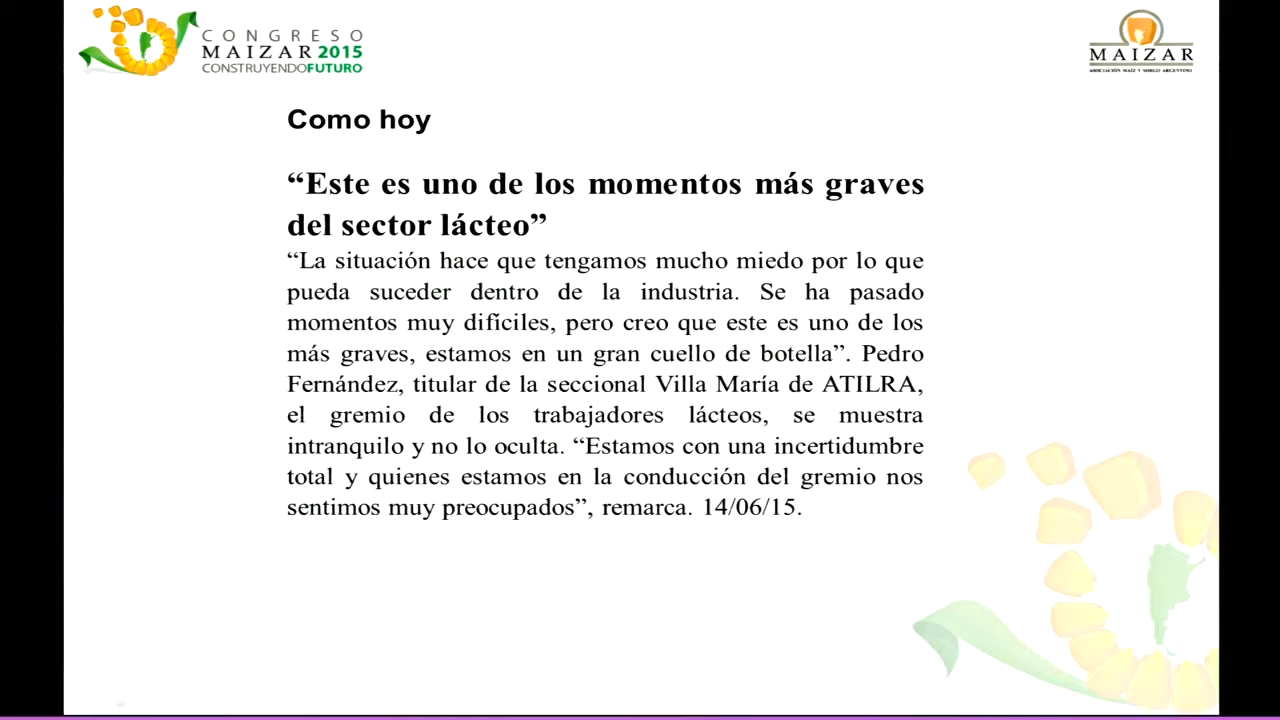 CONGRESO
MAIZAR 2015
CONSTRUYENDOFUTURO
MAIZAR
ASOCIACIÓN MAÍZ Y SORGO ARGENTINO
Como hoy
“Este es uno de los momentos más graves
del sector lácteo”
“La situación hace que tengamos mucho miedo por lo que
pueda suceder dentro de la industria. Se ha pasado
momentos muy difíciles, pero creo que este es uno de los
más graves, estamos en un gran cuello de botella”. Pedro
Fernández, titular de la seccional Villa María de ATILRA,
el gremio de los trabajadores lácteos, se muestra
intranquilo y no lo oculta. “Estamos con una incertidumbre
total y quienes estamos en la conducción del gremio nos
sentimos muy preocupados”, remarca. 14/06/15.